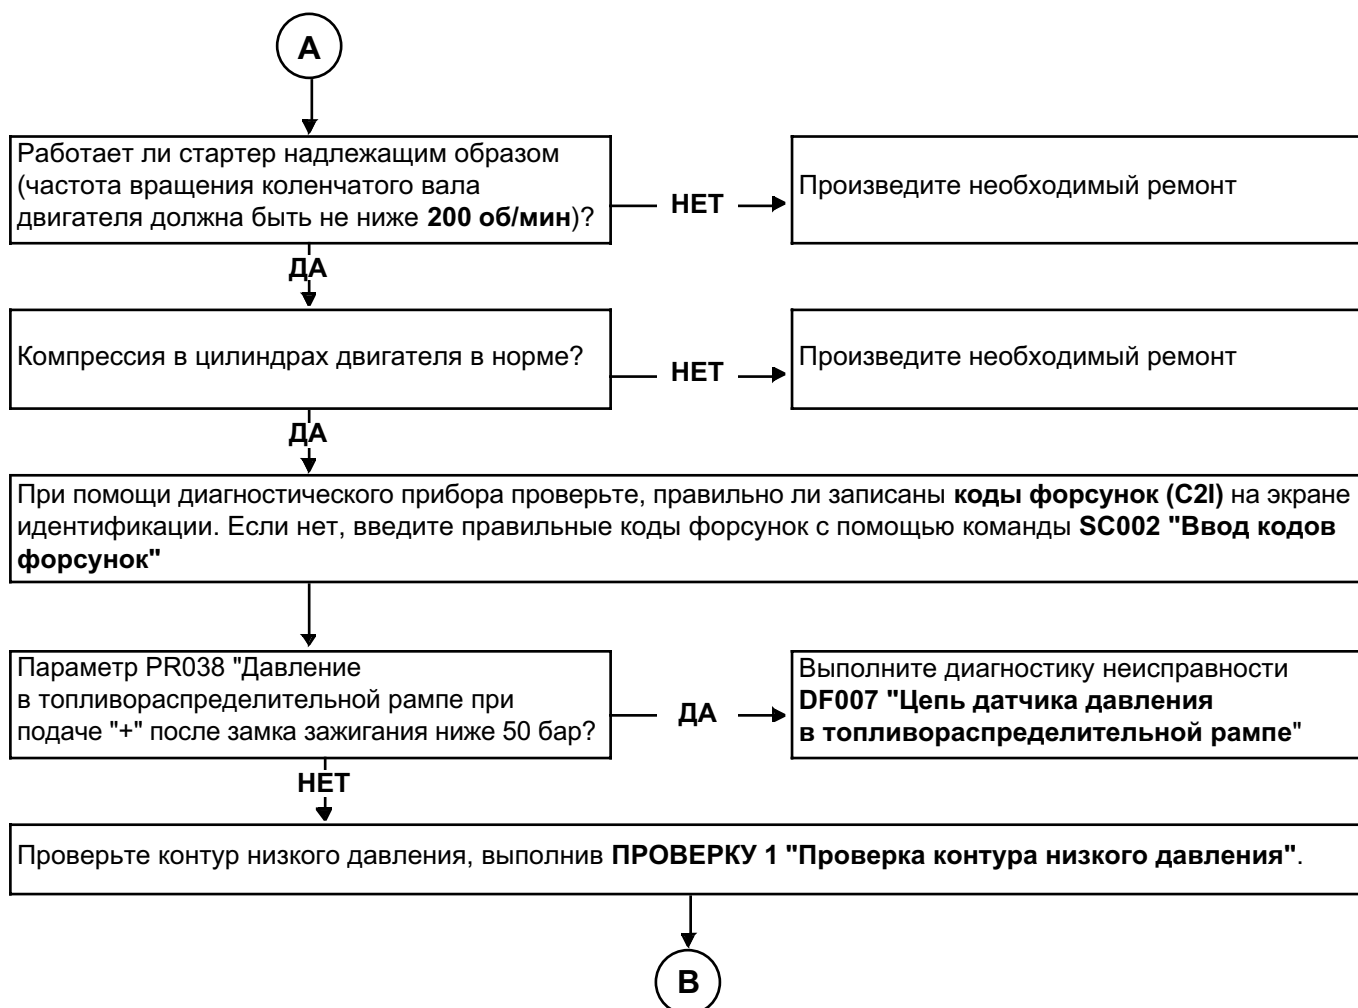 A
Работает ли стартер надлежащим образом
(частота вращения коленчатого вала
двигателя должна быть не ниже 200 об/мин)?
НЕТ
Произведите необходимый ремонт
ДА
Компрессия в цилиндрах двигателя в норме?
НЕТ
Произведите необходимый ремонт
ДА
При помощи диагностического прибора проверьте, правильно ли записаны коды форсунок (C2I) на экране
идентификации. Если нет, введите правильные коды форсунок с помощью команды SC002 "Ввод кодов
форсунок"
Параметр PR038 "Давление
в топливораспределительной рампе при
подаче "+" после замка зажигания ниже 50 бар?
ДА
Выполните диагностику неисправности
DF007 "Цепь датчика давления
в топливораспределительной рампе"
НЕТ
Проверьте контур низкого давления, выполнив ПРОВЕРКУ 1 "Проверка контура низкого давления".
B